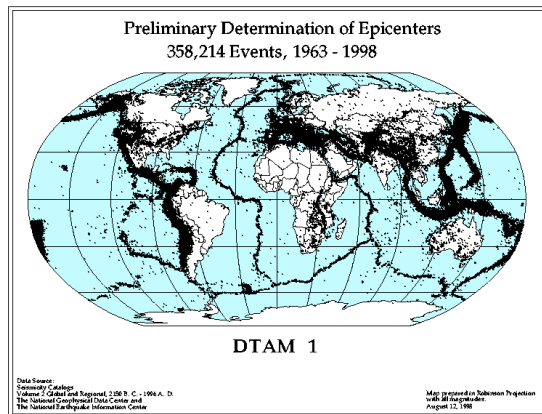 Preliminary Determination of Epicenters
358,214 Events, 1963 - 1998
DTAM 1
Data Source:
Seismicity Catalogs
Volume 2 Global and Regional, 2150 B. C. - 1996 A. D.
The National Geophysical Data Center and
The National Earthquake Information Center
Map prepared in Robinson Projection
with all magnitudes.
August 12, 1998